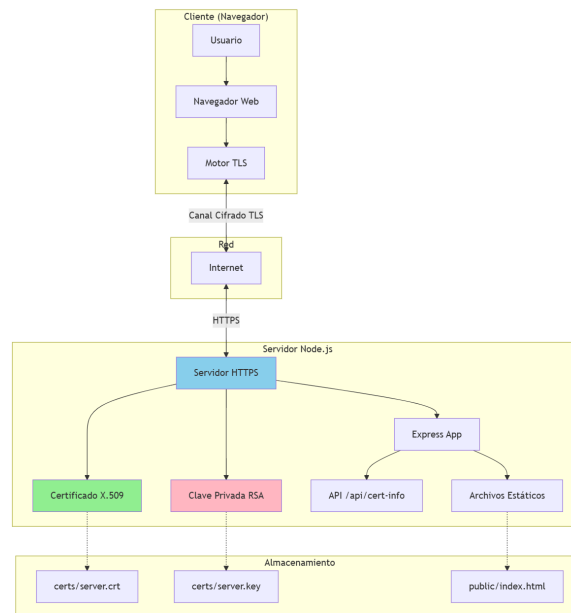 Cliente (Navegador)
Usuario
Navegador Web
Motor TLS
Canal Cifrado TLS
Red
Internet
HTTPS
Servidor Node.js
Servidor HTTPS
Express App
Certificado X.509
Clave Privada RSA
API /api/cert-info
Archivos Estáticos
Almacenamiento
certs/server.crt
certs/server.key
public/index.html